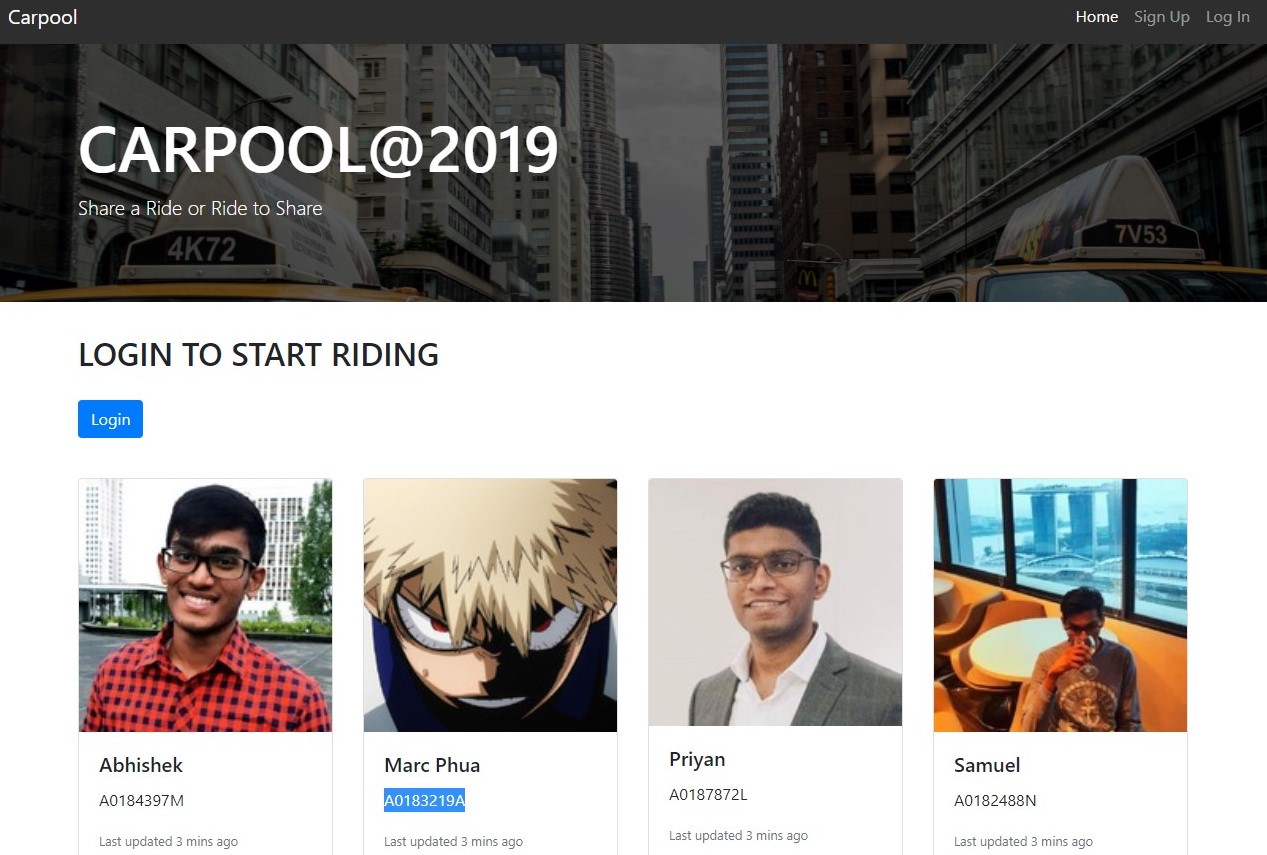 Carpool
Home Sign Up Log In
CARPOOL@2019
Share a Ride or Ride to Share
4K72
7V53
LOGIN TO START RIDING
Login
Abhishek
A0184397M
Last updated 3 mins ago
Marc Phua
A0183219A
Last updated 3 mins ago
Priyan
A0187872L
Last updated 3 mins ago
Samuel
A0182488N
Last updated 3 mins ago